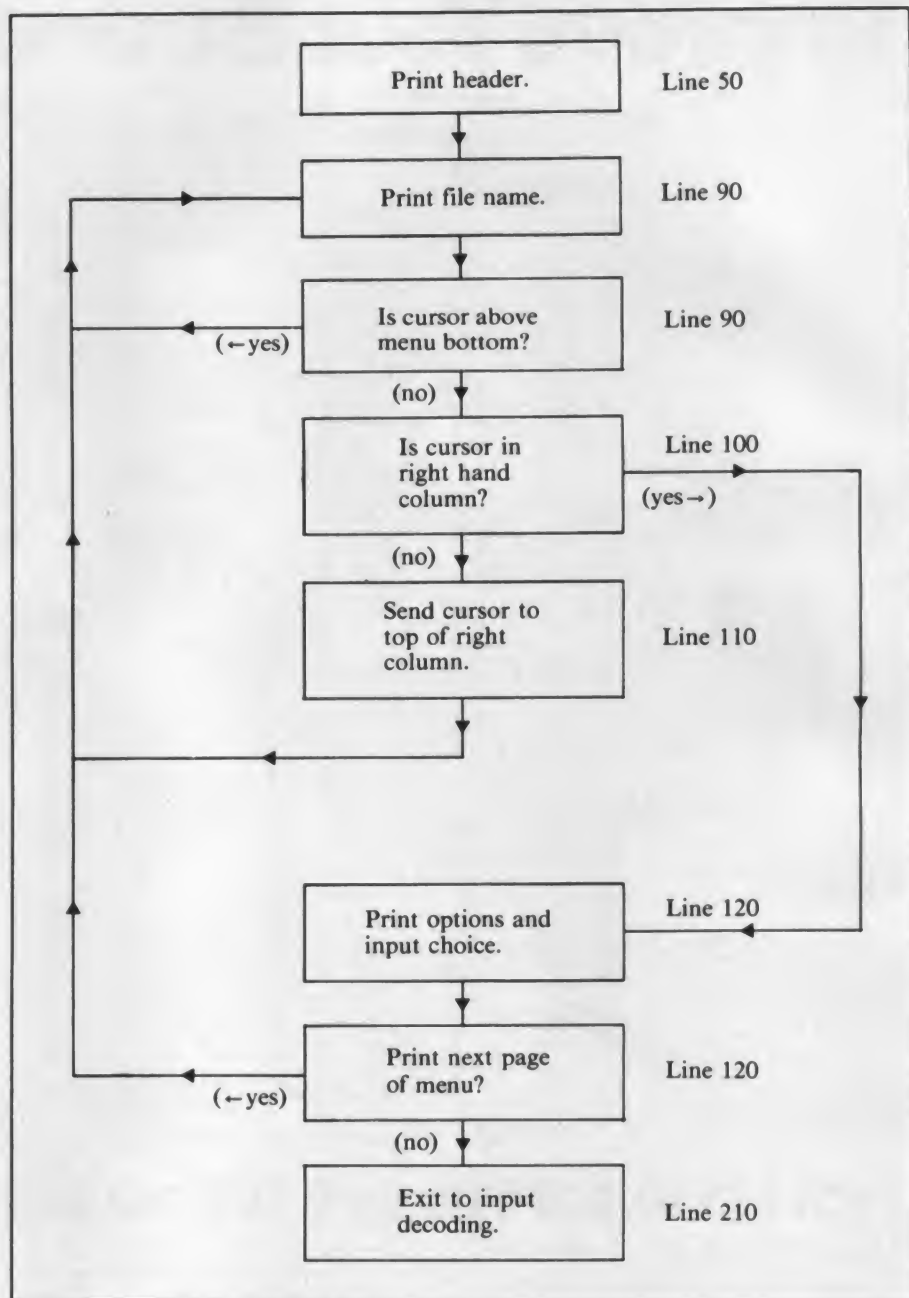 Print header.
Line 50
Print file name.
Line 90
Is cursor above
menu bottom?
Line 90
(←yes)
(no)
Is cursor in
right hand
column?
Line 100
(yes→)
(no)
Send cursor to
top of right
column.
Line 110
Print options and
input choice.
Line 120
Print next page
of menu?
Line 120
(←yes)
(no)
Exit to input
decoding.
Line 210